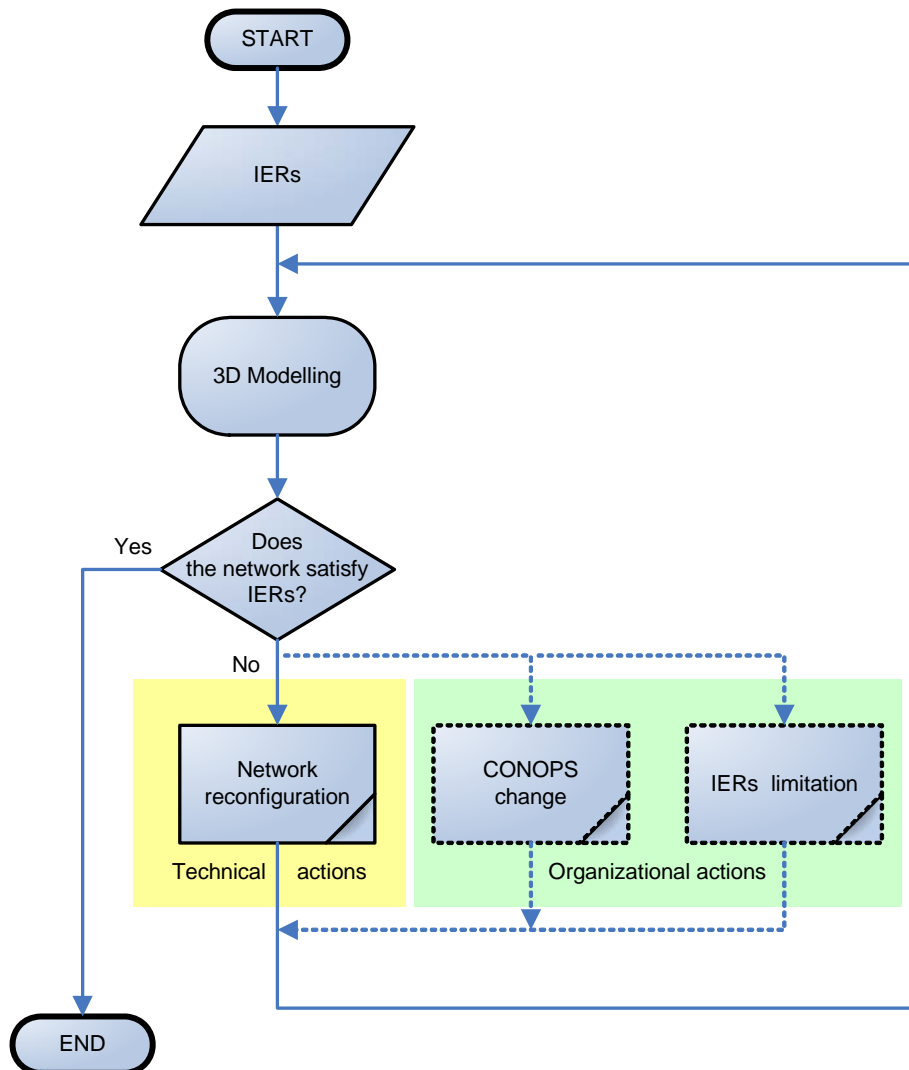 START
IERs
3D Modelling
Does
the network satisfy
IERs?
Yes
No
Network
reconfiguration
CONOPS
change
IERs limitation
Technical actions
Organizational actions
END